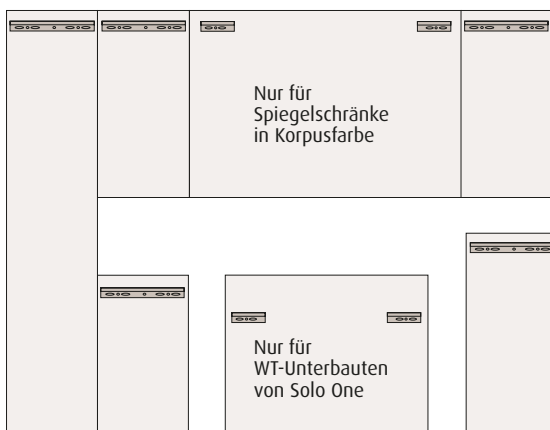 Nur für
Spiegelschränke
in Korpusfarbe
Nur für
WT-Unterbauten
von Solo One